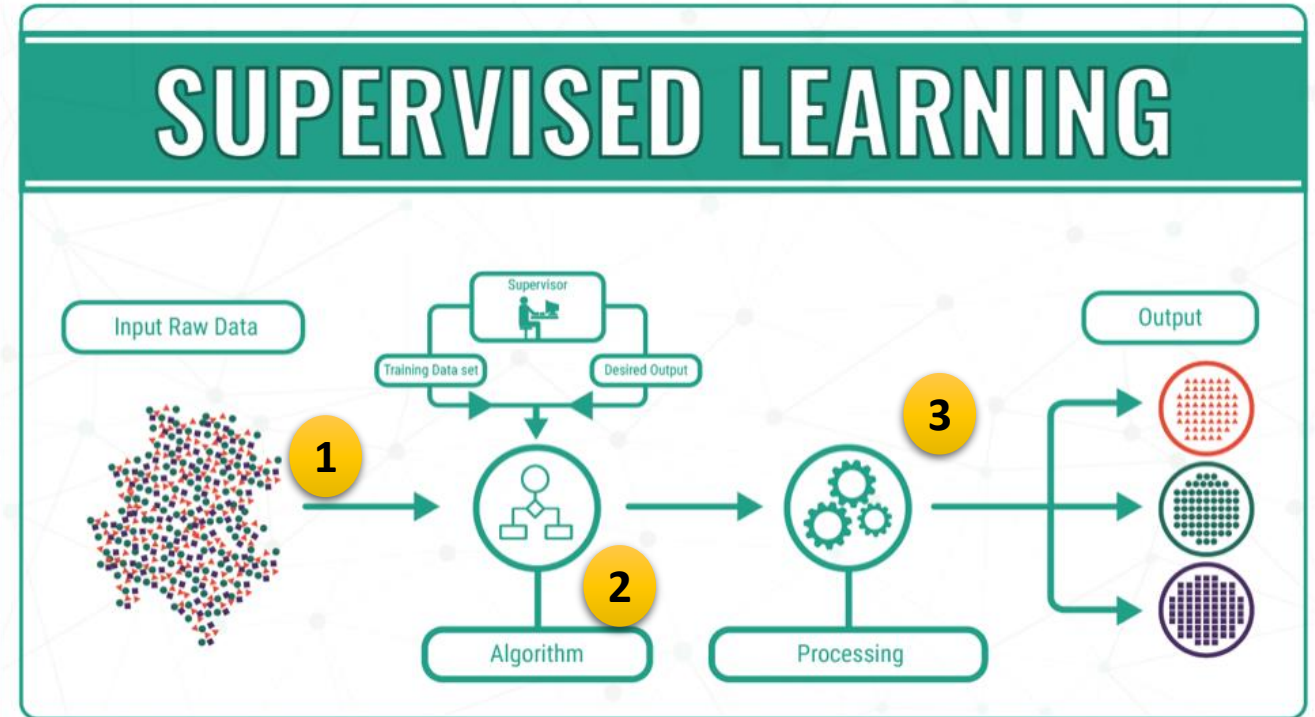 SUPERVISED LEARNING
Input Raw Data
Supervisor
Training Data set
Desired Output
Output
1
2
3
Algorithm
Processing